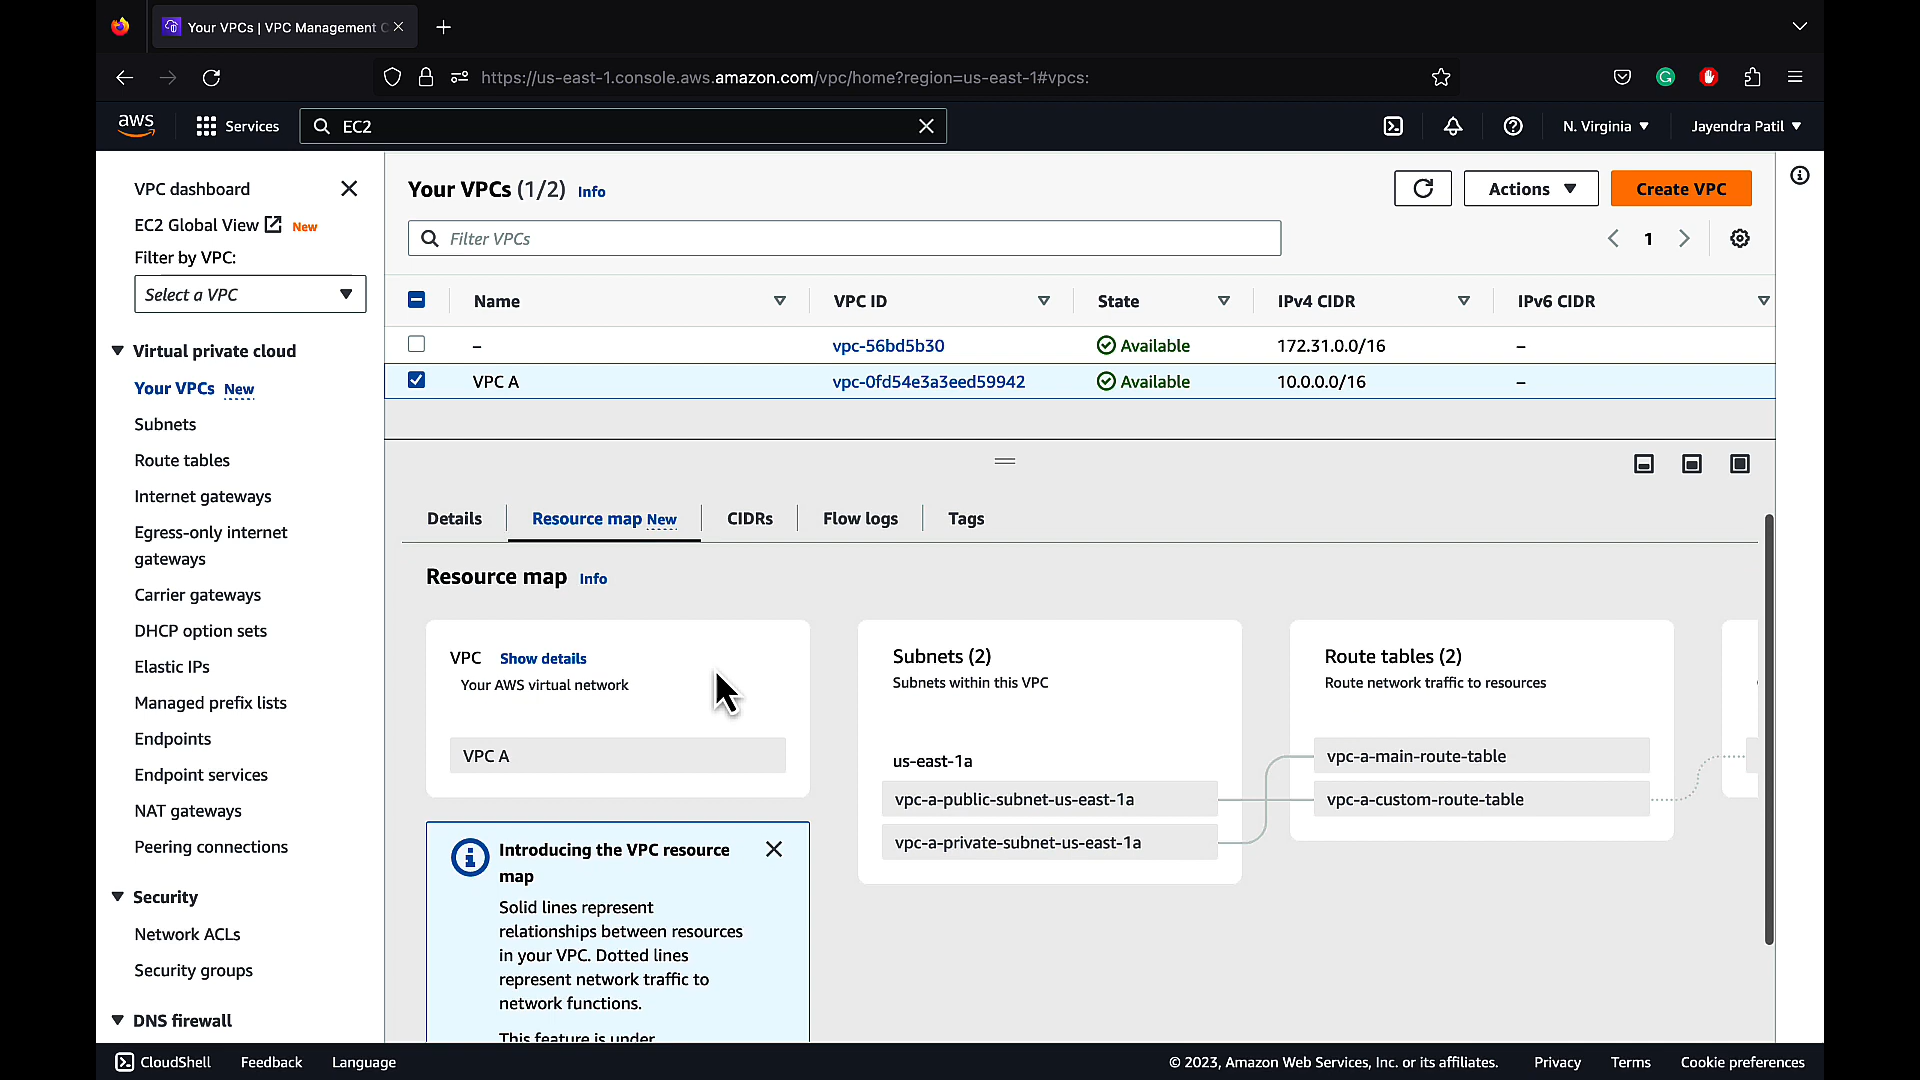 Your VPCs | VPC Management C
https://us-east-1.console.aws.amazon.com/vpc/home?region=us-east-1#vpcs:
aws
Services
EC2
N. Virginia
Jayendra Patil
VPC dashboard
EC2 Global View New
Filter by VPC:
Select a VPC
Virtual private cloud
Your VPCs New
Subnets
Route tables
Internet gateways
Egress-only internet
gateways
Carrier gateways
DHCP option sets
Elastic IPs
Managed prefix lists
Endpoints
Endpoint services
NAT gateways
Peering connections
Security
Network ACLs
Security groups
DNS firewall
Your VPCs (1/2) Info
Actions
Create VPC
Filter VPCs
1
Name VPC ID State IPv4 CIDR IPv6 CIDR
– vpc-56bd5b30 Available 172.31.0.0/16 –
VPC A vpc-0fd54e3a3eed59942 Available 10.0.0.0/16 –
Details Resource map New CIDRs Flow logs Tags
Resource map Info
VPC Show details
Your AWS virtual network
VPC A
Introducing the VPC resource
map
Solid lines represent
relationships between resources
in your VPC. Dotted lines
represent network traffic to
network functions.
This feature is under
Subnets (2)
Subnets within this VPC
us-east-1a
vpc-a-public-subnet-us-east-1a
vpc-a-private-subnet-us-east-1a
Route tables (2)
Route network traffic to resources
vpc-a-main-route-table
vpc-a-custom-route-table
CloudShell Feedback Language
© 2023, Amazon Web Services, Inc. or its affiliates. Privacy Terms Cookie preferences